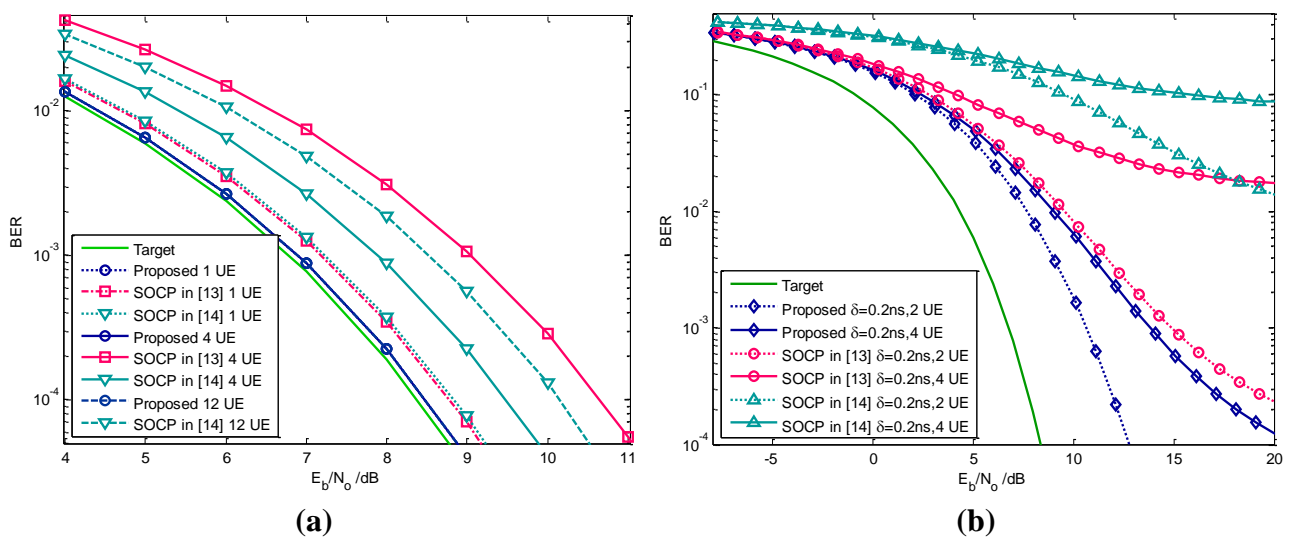 10^-2
10^-3
10^-4
BER
4
5
6
7
8
9
10
11
E_b/N_o /dB
Target
Proposed 1 UE
SOCP in [13] 1 UE
SOCP in [14] 1 UE
Proposed 4 UE
SOCP in [13] 4 UE
SOCP in [14] 4 UE
Proposed 12 UE
SOCP in [14] 12 UE
(a)
10^-1
10^-2
10^-3
10^-4
BER
-5
0
5
10
15
20
E_b/N_o /dB
Target
Proposed δ=0.2ns,2 UE
Proposed δ=0.2ns,4 UE
SOCP in [13] δ=0.2ns,2 UE
SOCP in [13] δ=0.2ns,4 UE
SOCP in [14] δ=0.2ns,2 UE
SOCP in [14] δ=0.2ns,4 UE
(b)